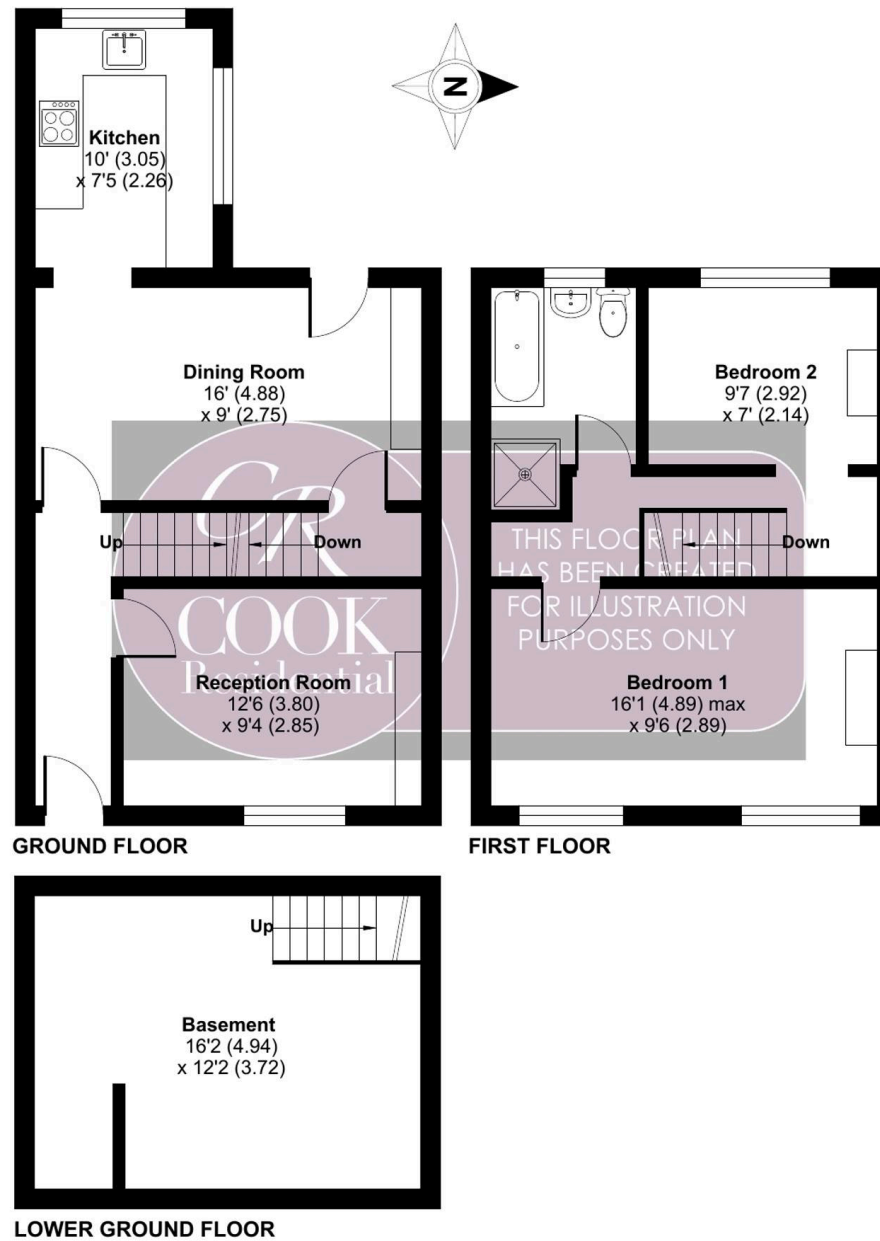 N
Kitchen
10' (3.05)
x 7'5 (2.26)
Dining Room
16' (4.88)
x 9' (2.75)
Up
Down
Reception Room
12'6 (3.80)
x 9'4 (2.85)
GROUND FLOOR
Bedroom 2
9'7 (2.92)
x 7' (2.14)
Down
Bedroom 1
16'1 (4.89) max
x 9'6 (2.89)
FIRST FLOOR
CR
COOK
Residential
THIS FLOOR PLAN
HAS BEEN CREATED
FOR ILLUSTRATION
PURPOSES ONLY
Up
Basement
16'2 (4.94)
x 12'2 (3.72)
LOWER GROUND FLOOR